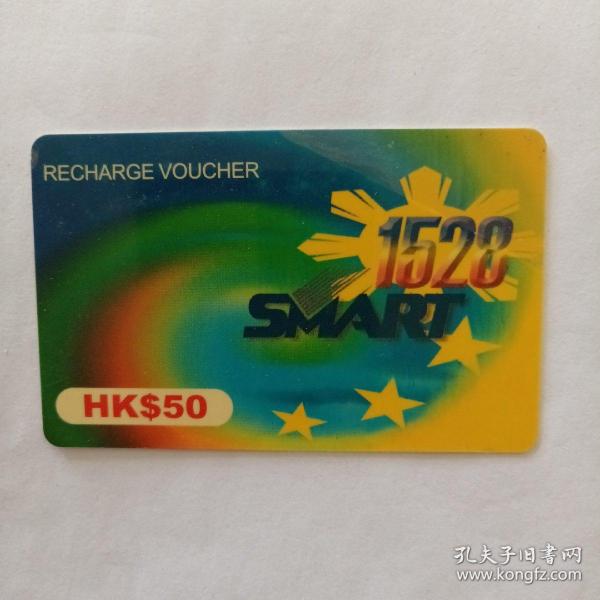 RECHARGE VOUCHER
1528
SMART
HK$50
孔夫子旧书网
www.kongfz.com